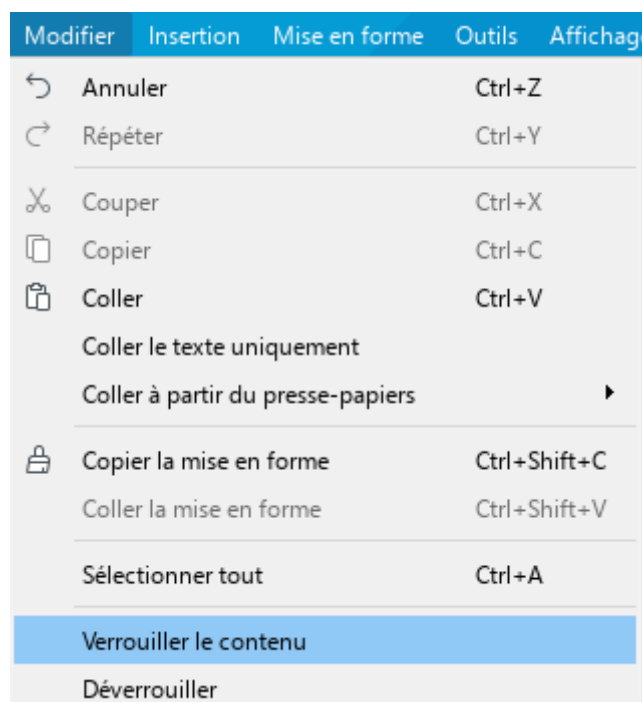 Modifier Insertion Mise en forme Outils Affichag
Annuler Ctrl+Z
Répéter Ctrl+Y
Couper Ctrl+X
Copier Ctrl+C
Coller Ctrl+V
Coller le texte uniquement
Coller à partir du presse-papiers
Copier la mise en forme Ctrl+Shift+C
Coller la mise en forme Ctrl+Shift+V
Sélectionner tout Ctrl+A
Verrouiller le contenu
Déverrouiller